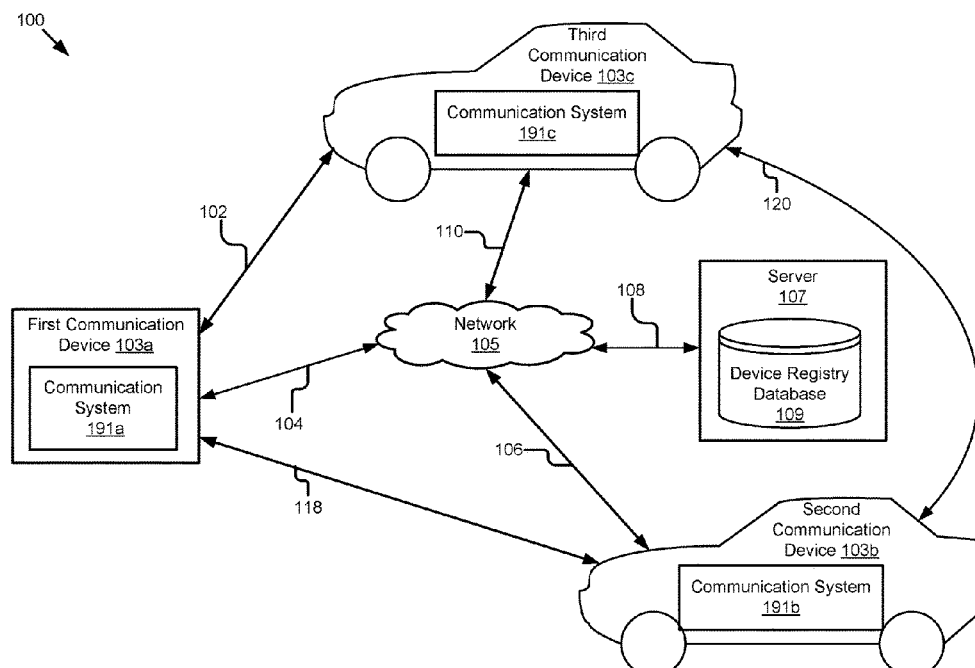 100
Third
Communication
Device 103c
Communication System
191c
102
110
120
Server
107
108
First Communication
Device 103a
Network
105
Device Registry
Database
109
Communication
System
191a
104
106
118
Second
Communication
Device 103b
Communication System
191b